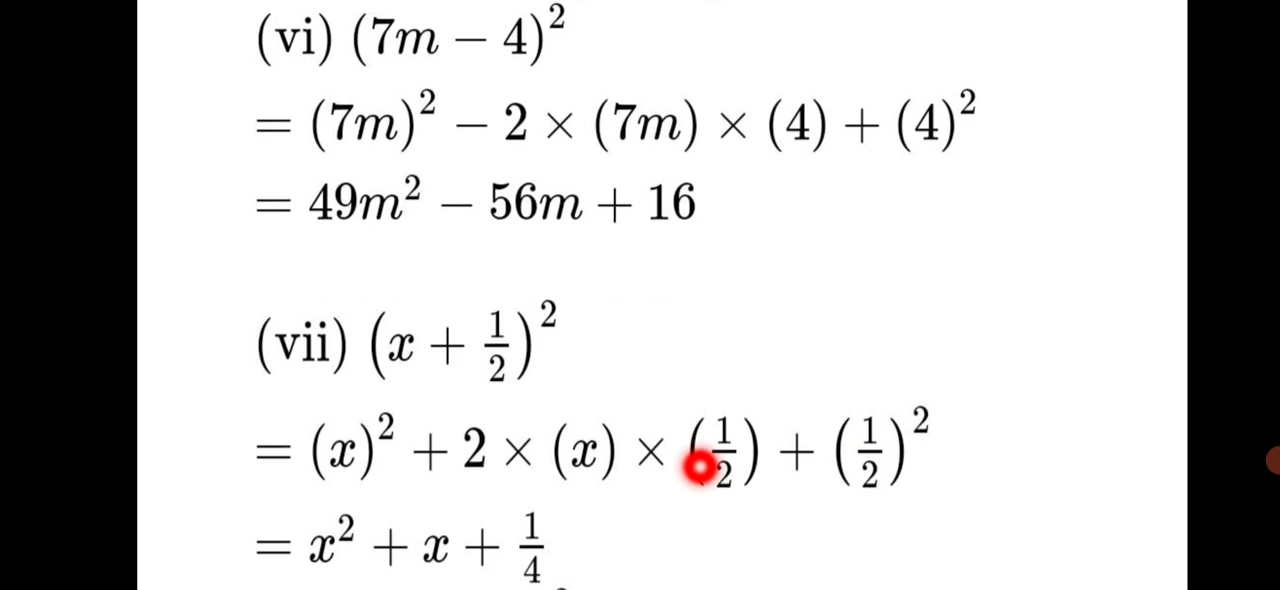 (vi) (7m − 4)²
= (7m)² − 2 × (7m) × (4) + (4)²
= 49m² − 56m + 16
(vii) (x + 1/2)²
= (x)² + 2 × (x) × (1/2) + (1/2)²
= x² + x + 1/4